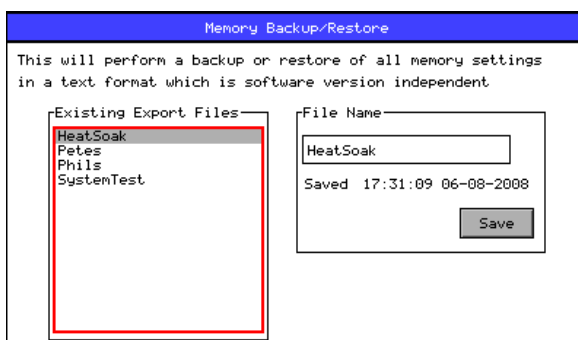 Memory Backup/Restore
This will perform a backup or restore of all memory settings
in a text format which is software version independent
Existing Export Files
HeatSoak
Petes
Phils
SystemTest
File Name
HeatSoak
Saved 17:31:09 06-08-2008
Save